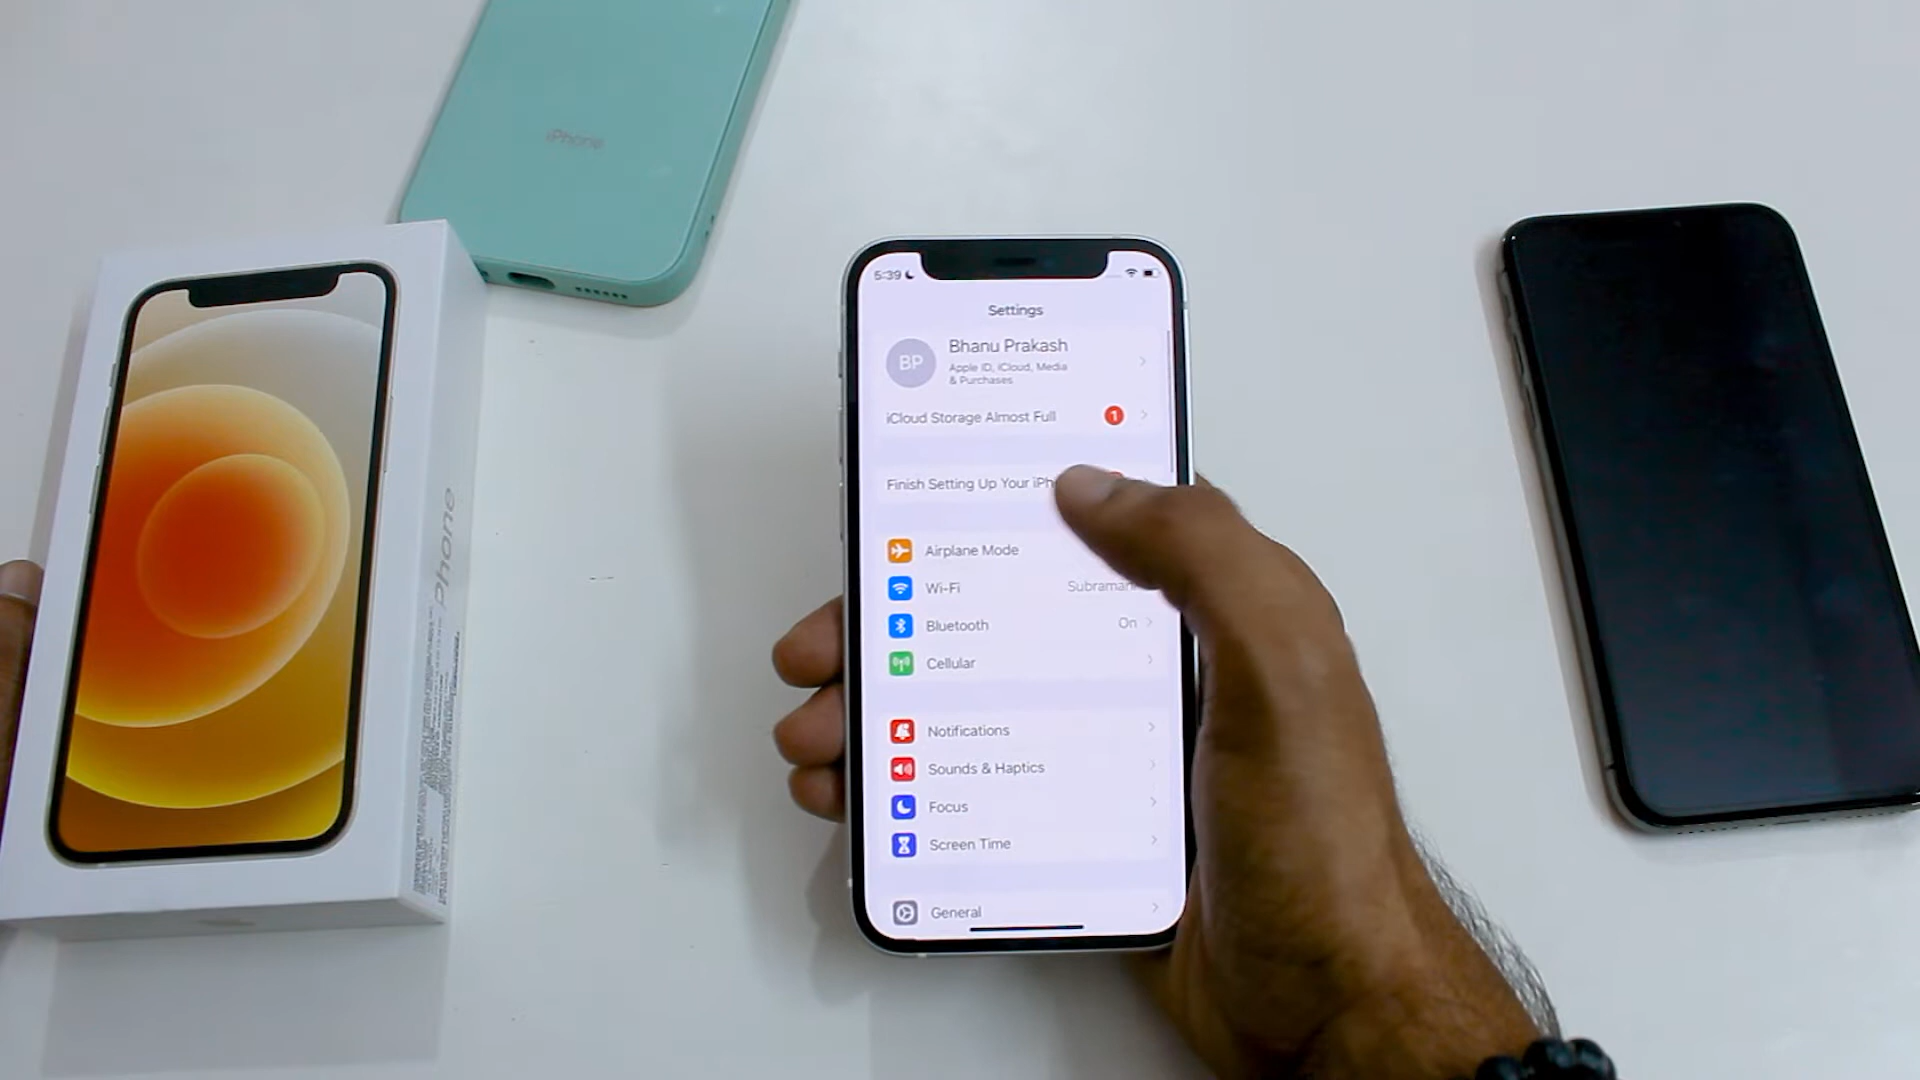 iPhone
iPhone
5:39
Settings
BP
Bhanu Prakash
Apple ID, iCloud, Media
& Purchases
iCloud Storage Almost Full
1
Finish Setting Up Your
Airplane Mode
Wi-Fi
Bluetooth
On
Cellular
Notifications
Sounds & Haptics
Focus
Screen Time
General